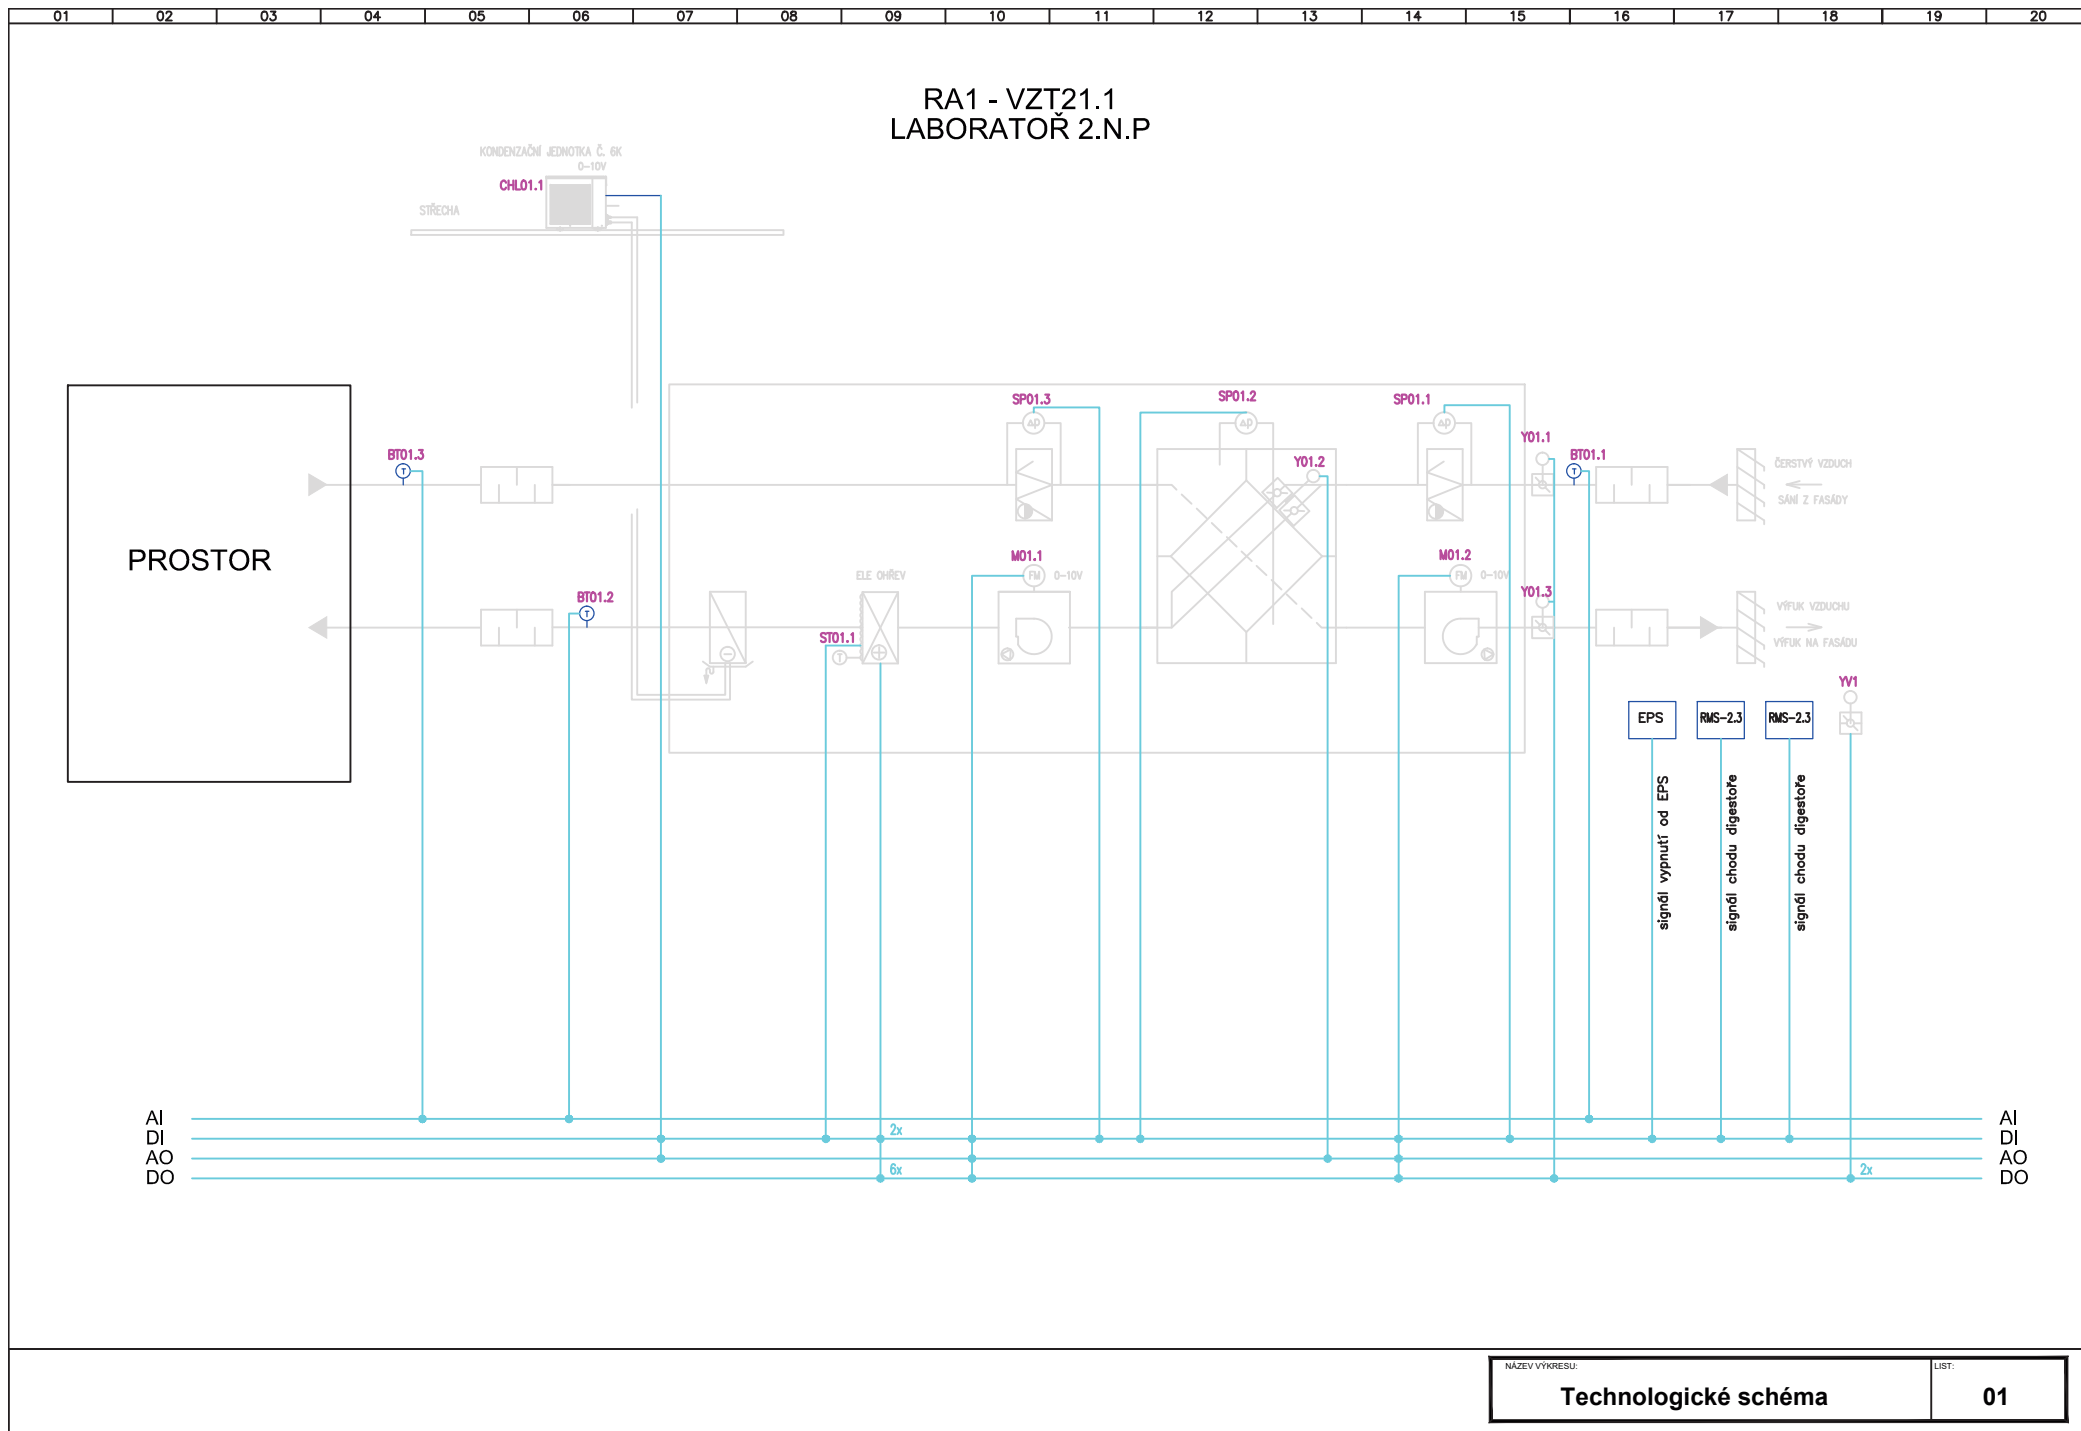 01 02 03 04 05 06 07 08 09 10 11 12 13 14 15 16 17 18 19 20
RA1 - VZT21.1
LABORATOŘ 2.N.P
KONDENZAČNÍ JEDNOTKA Č. 6K
0-10V
CHL01.1
STŘECHA
SP01.3
SP01.2
SP01.1
Δp
Δp
Δp
Y01.1
BT01.3
T
Y01.2
BT01.1
T
ČERSTVÝ VZDUCH
SÁNÍ Z FASÁDY
PROSTOR
M01.1
FM 0-10V
M01.2
FM 0-10V
ELE OHŘEV
BT01.2
T
Y01.3
VÝFUK VZDUCHU
VÝFUK NA FASÁDU
ST01.1
T
YV1
EPS
RMS-2.3
RMS-2.3
signál vypnutí od EPS
signál chodu digestoře
signál chodu digestoře
AI AI
DI 2x DI
AO AO
DO 6x 2x DO
NÁZEV VÝKRESU:
Technologické schéma
LIST:
01